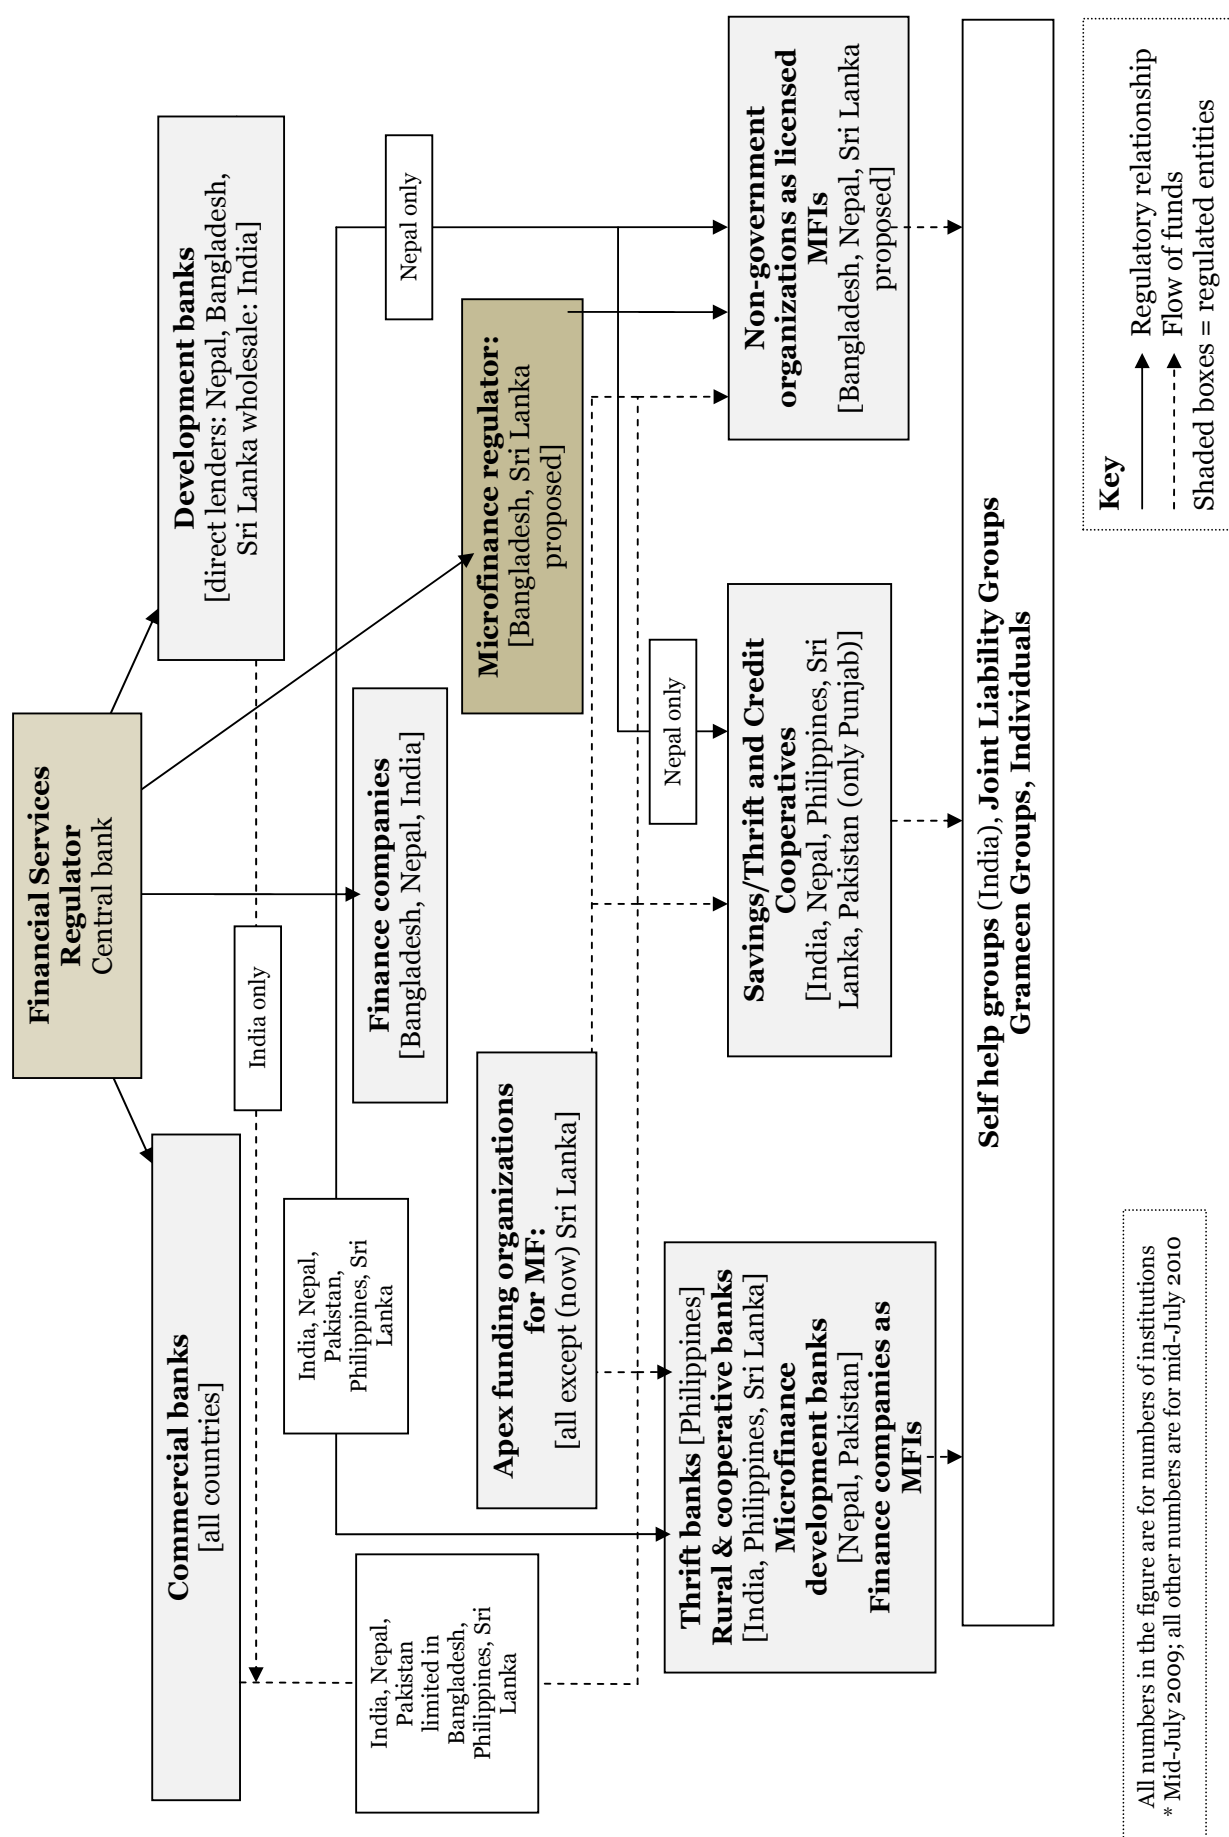 Financial Services
Regulator
Central bank
Commercial banks
[all countries]
India only
Development banks
[direct lenders: Nepal, Bangladesh,
Sri Lanka wholesale: India]
India, Nepal,
Pakistan,
Philippines, Sri
Lanka
Finance companies
[Bangladesh, Nepal, India]
Nepal only
India, Nepal,
Pakistan
limited in
Bangladesh,
Philippines, Sri
Lanka
Apex funding organizations
for MF:
[all except (now) Sri Lanka]
Microfinance regulator:
[Bangladesh, Sri Lanka
proposed]
Nepal only
Thrift banks [Philippines]
Rural & cooperative banks
[India, Philippines, Sri Lanka]
Microfinance
development banks
[Nepal, Pakistan]
Finance companies as
MFIs
Savings/Thrift and Credit
Cooperatives
[India, Nepal, Philippines, Sri
Lanka, Pakistan (only Punjab)]
Non-government
organizations as licensed
MFIs
[Bangladesh, Nepal, Sri Lanka
proposed]
Self help groups (India), Joint Liability Groups
Grameen Groups, Individuals
All numbers in the figure are for numbers of institutions
* Mid-July 2009; all other numbers are for mid-July 2010
Key
Regulatory relationship
Flow of funds
Shaded boxes = regulated entities